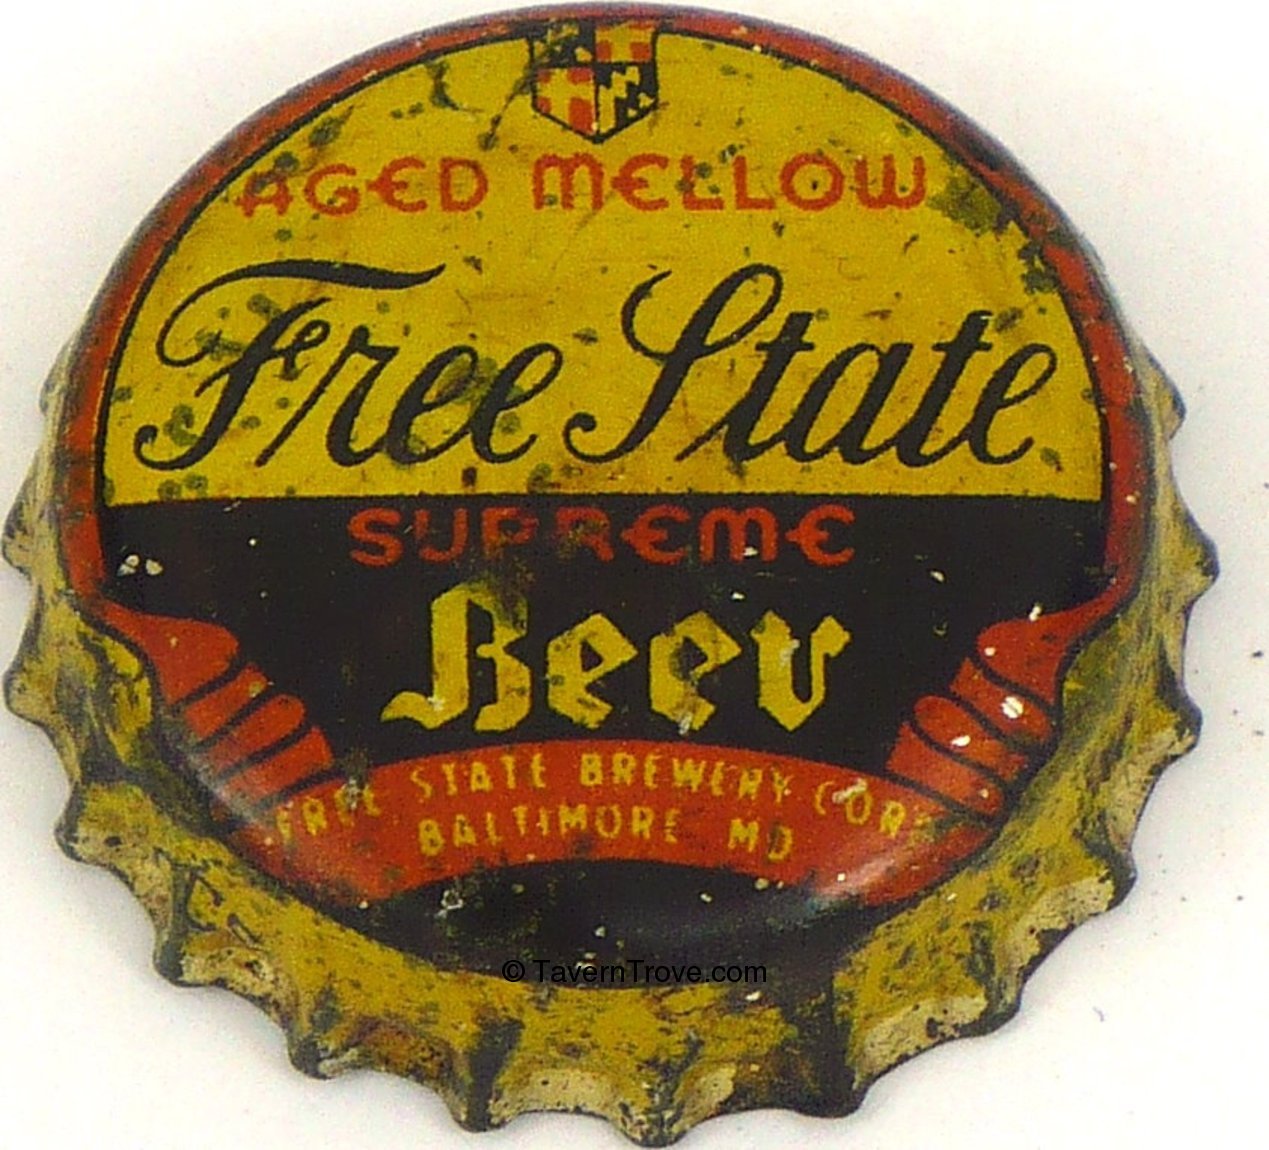 AGED MELLOW
Free State
SUPREME
Beer
FREE STATE BREWERY CORP
BALTIMORE MD
© TavernTrove.com